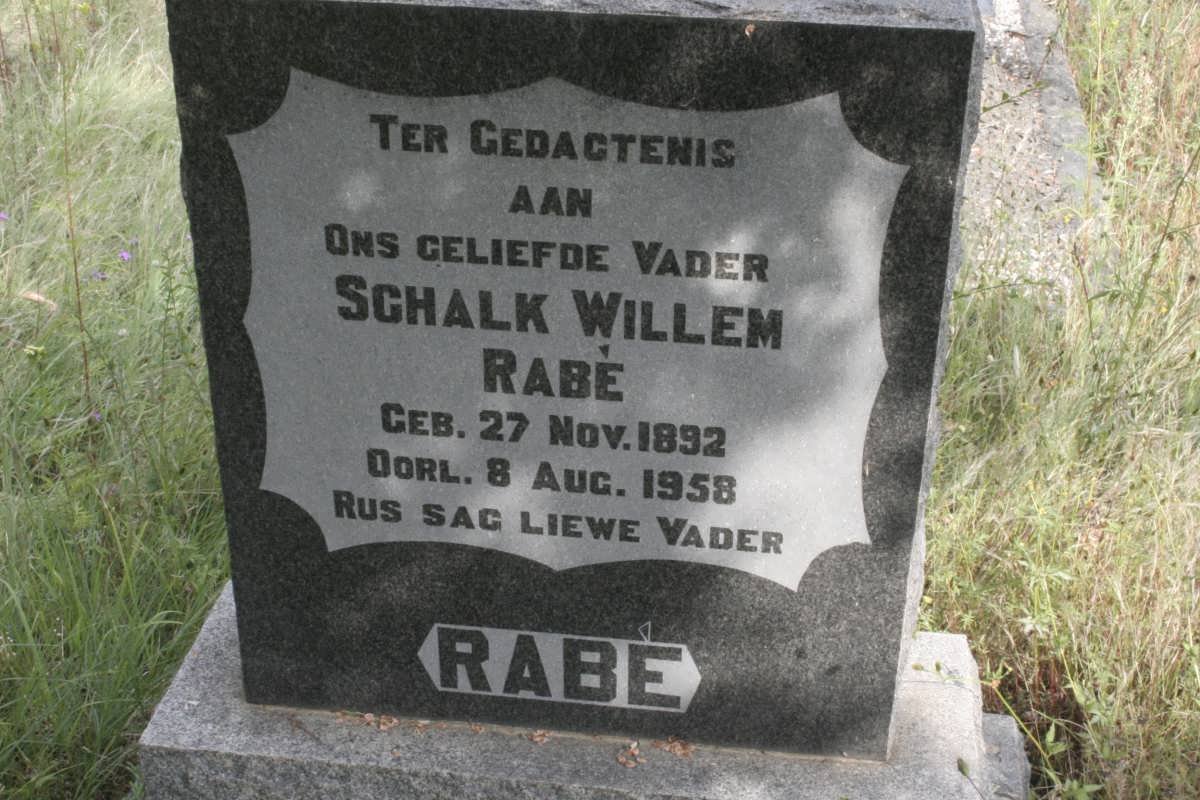 TER GEDACTENIS
AAN
ONS GELIEFDE VADER
SCHALK WILLEM
RABÉ
GEB. 27 NOV. 1892
OORL. 8 AUG. 1958
RUS SAG LIEWE VADER
RABÉ